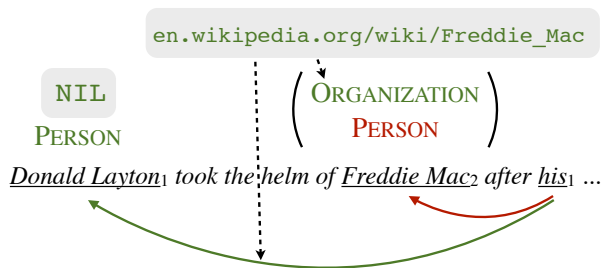 en.wikipedia.org/wiki/Freddie_Mac
NIL
ORGANIZATION
PERSON
PERSON
Donald Layton1 took the helm of Freddie Mac2 after his1 ...